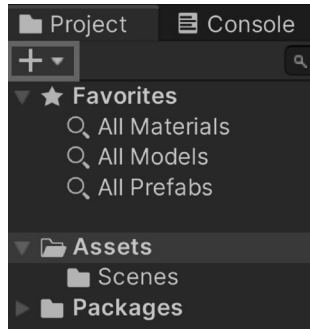 Project Console
Favorites
All Materials
All Models
All Prefabs
Assets
Scenes
Packages